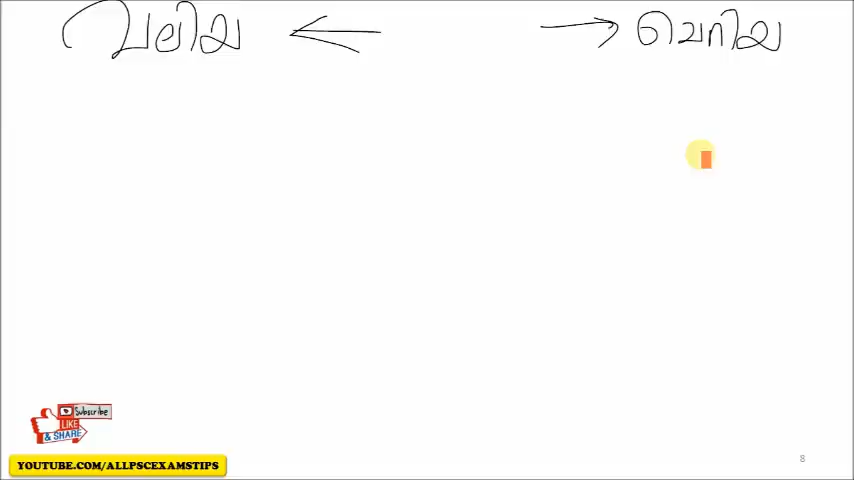 വലിയ ← → ചെറിയ
Subscribe
LIKE
& SHARE
YOUTUBE.COM/ALLPSCEXAMSTIPS 8